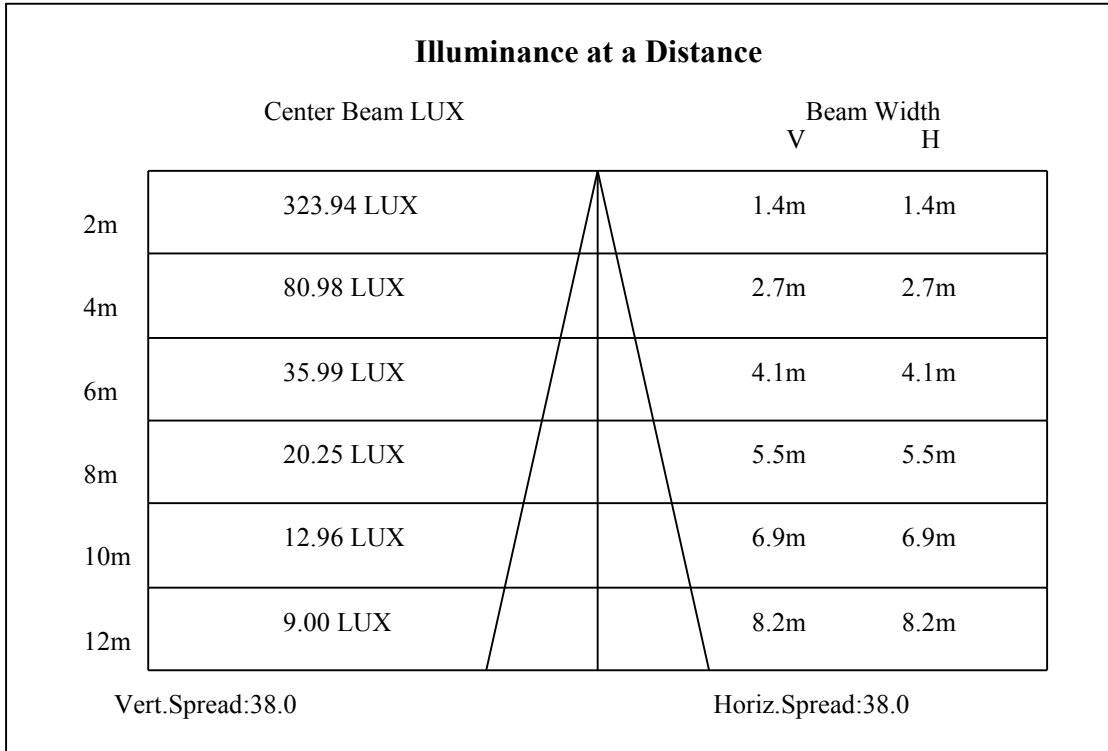 Illuminance at a Distance
Center Beam LUX Beam Width
V H
2m 323.94 LUX 1.4m 1.4m
4m 80.98 LUX 2.7m 2.7m
6m 35.99 LUX 4.1m 4.1m
8m 20.25 LUX 5.5m 5.5m
10m 12.96 LUX 6.9m 6.9m
12m 9.00 LUX 8.2m 8.2m
Vert.Spread:38.0 Horiz.Spread:38.0